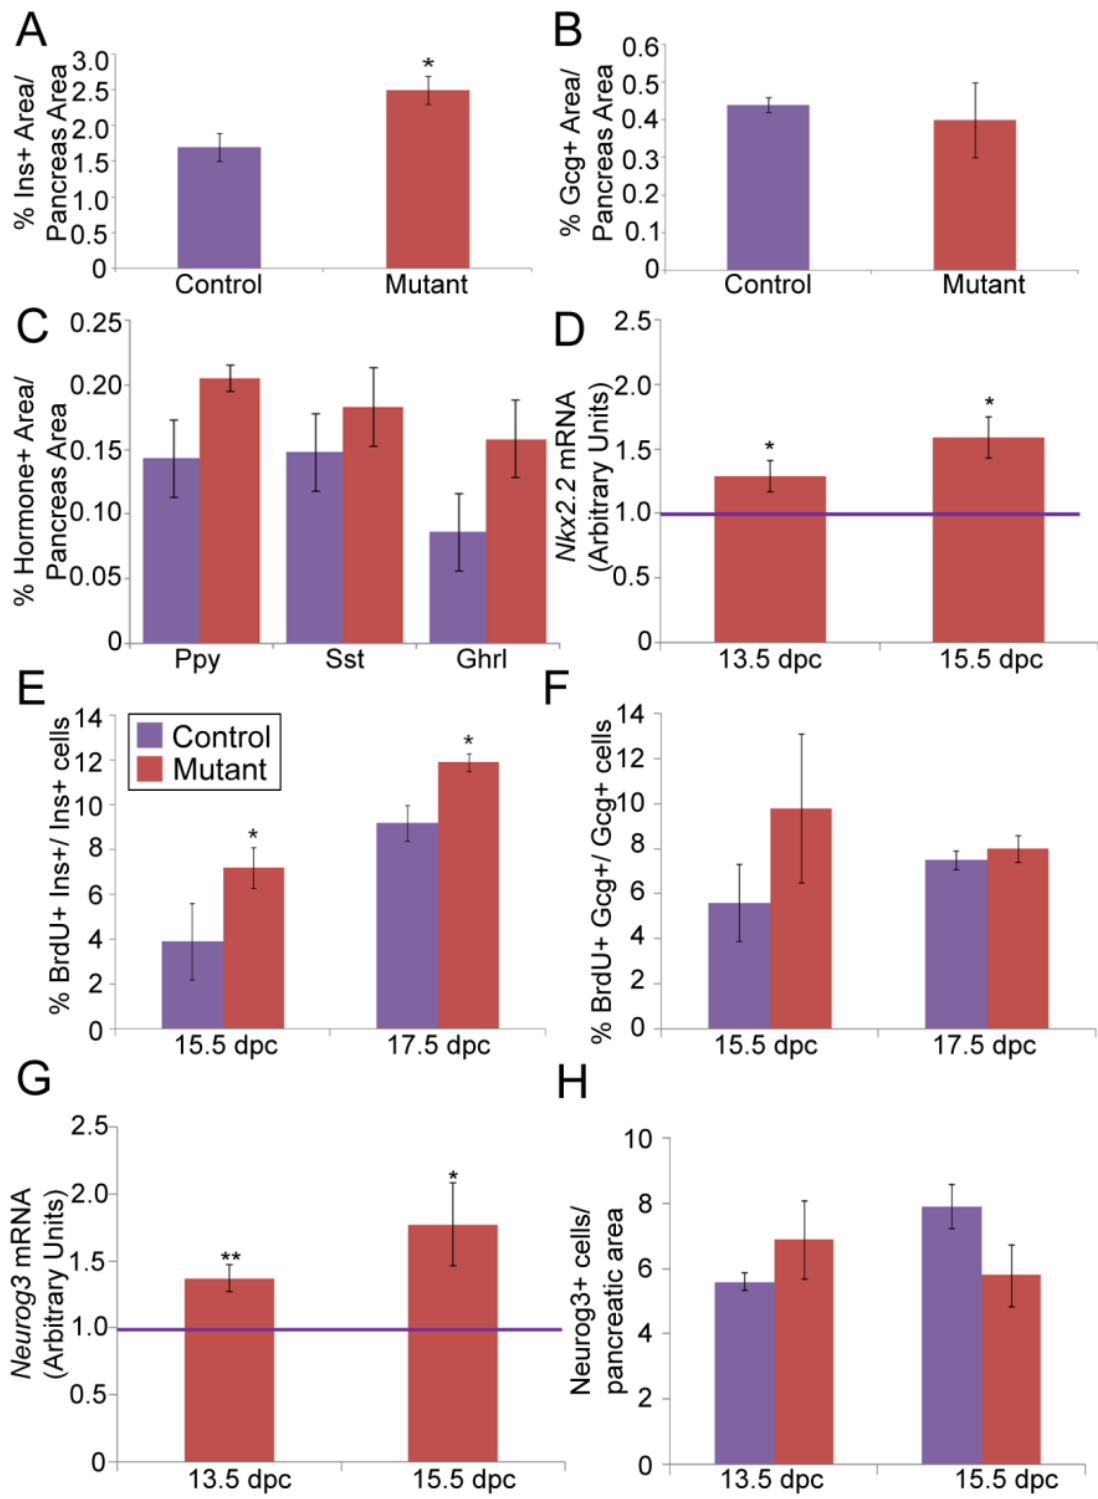 A
% Ins+ Area/
Pancreas Area
3.0
2.5
2.0
1.5
1.0
0.5
0
*
Control
Mutant
B
% Gcg+ Area/
Pancreas Area
0.6
0.5
0.4
0.3
0.2
0.1
0
Control
Mutant
C
% Hormone+ Area/
Pancreas Area
0.25
0.20
0.15
0.10
0.05
0
Ppy
Sst
Ghrl
D
Nkx2.2 mRNA
(Arbitrary Units)
2.5
2.0
1.5
1.0
0.5
0
*
*
13.5 dpc
15.5 dpc
E
% BrdU+ Ins+/ Ins+ cells
14
12
10
8
6
4
2
0
Control
Mutant
*
*
15.5 dpc
17.5 dpc
F
% BrdU+ Gcg+/ Gcg+ cells
14
12
10
8
6
4
2
0
15.5 dpc
17.5 dpc
G
Neurog3 mRNA
(Arbitrary Units)
2.5
2.0
1.5
1.0
0.5
0
**
*
13.5 dpc
15.5 dpc
H
Neurog3+ cells/
pancreatic area
10
8
6
4
2
0
13.5 dpc
15.5 dpc